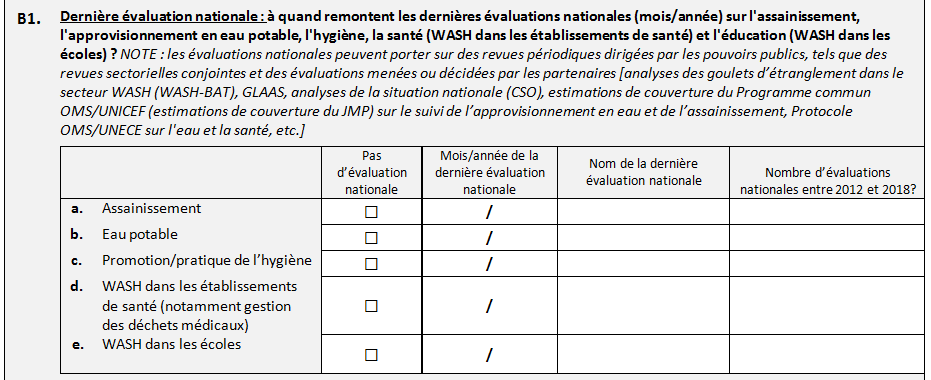 B1. Dernière évaluation nationale : à quand remontent les dernières évaluations nationales (mois/année) sur l'assainissement,
l'approvisionnement en eau potable, l'hygiène, la santé (WASH dans les établissements de santé) et l'éducation (WASH dans les
écoles) ? NOTE : les évaluations nationales peuvent porter sur des revues périodiques dirigées par les pouvoirs publics, tels que des
revues sectorielles conjointes et des évaluations menées ou décidées par les partenaires [analyses des goulets d'étranglement dans le
secteur WASH (WASH-BAT), GLAAS, analyses de la situation nationale (CSO), estimations de couverture du Programme commun
OMS/UNICEF (estimations de couverture du JMP) sur le suivi de l'approvisionnement en eau et de l'assainissement, Protocole
OMS/UNECE sur l'eau et la santé, etc.]
Pas
d'évaluation
nationale
Mois/année de la
dernière évaluation
nationale
Nom de la dernière
évaluation nationale
Nombre d'évaluations
nationales entre 2012 et 2018?
a. Assainissement ☐ /
b. Eau potable ☐ /
c. Promotion/pratique de l'hygiène ☐ /
d. WASH dans les établissements
de santé (notamment gestion ☐ /
des déchets médicaux)
e. WASH dans les écoles ☐ /